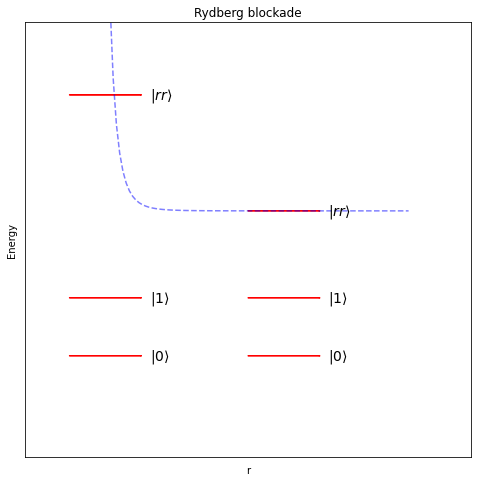 Rydberg blockade
|rr⟩
|rr⟩
Energy
|1⟩ |1⟩
|0⟩ |0⟩
r